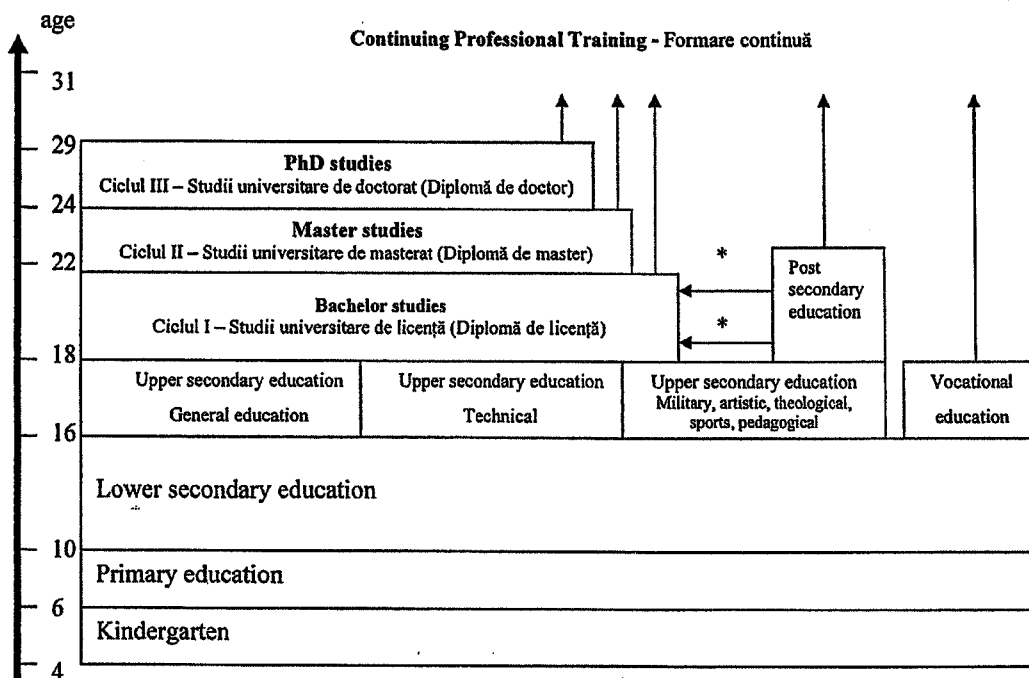 age
Continuing Professional Training - Formare continuă
31
29
PhD studies
Ciclul III – Studii universitare de doctorat (Diplomă de doctor)
24
Master studies
Ciclul II – Studii universitare de masterat (Diplomă de master)
22
*
Post
secondary
education
Bachelor studies
Ciclul I – Studii universitare de licență (Diplomă de licență)
*
18
Upper secondary education
General education
Upper secondary education
Technical
Upper secondary education
Military, artistic, theological,
sports, pedagogical
Vocational
education
16
Lower secondary education
10
Primary education
6
Kindergarten
4